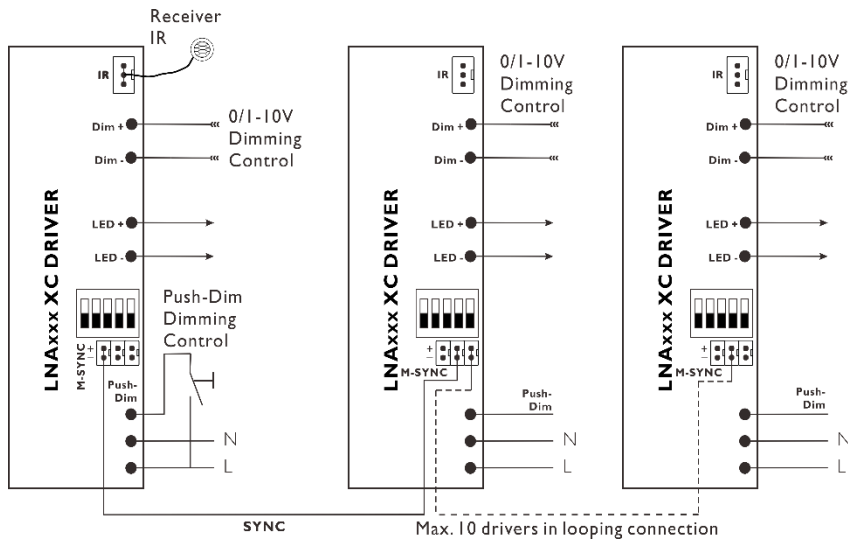 Receiver
IR
IR
0/1-10V
Dimming
Control
Dim +
Dim -
LED +
LED -
LNAxxx XC DRIVER
Push-Dim
Dimming
Control
+
-
M-SYNC
Push-
Dim
N
L
IR
0/1-10V
Dimming
Control
Dim +
Dim -
LED +
LED -
LNAxxx XC DRIVER
+
-
M-SYNC
Push-
Dim
N
L
IR
0/1-10V
Dimming
Control
Dim +
Dim -
LED +
LED -
LNAxxx XC DRIVER
+
-
M-SYNC
Push-
Dim
N
L
SYNC
Max. 10 drivers in looping connection